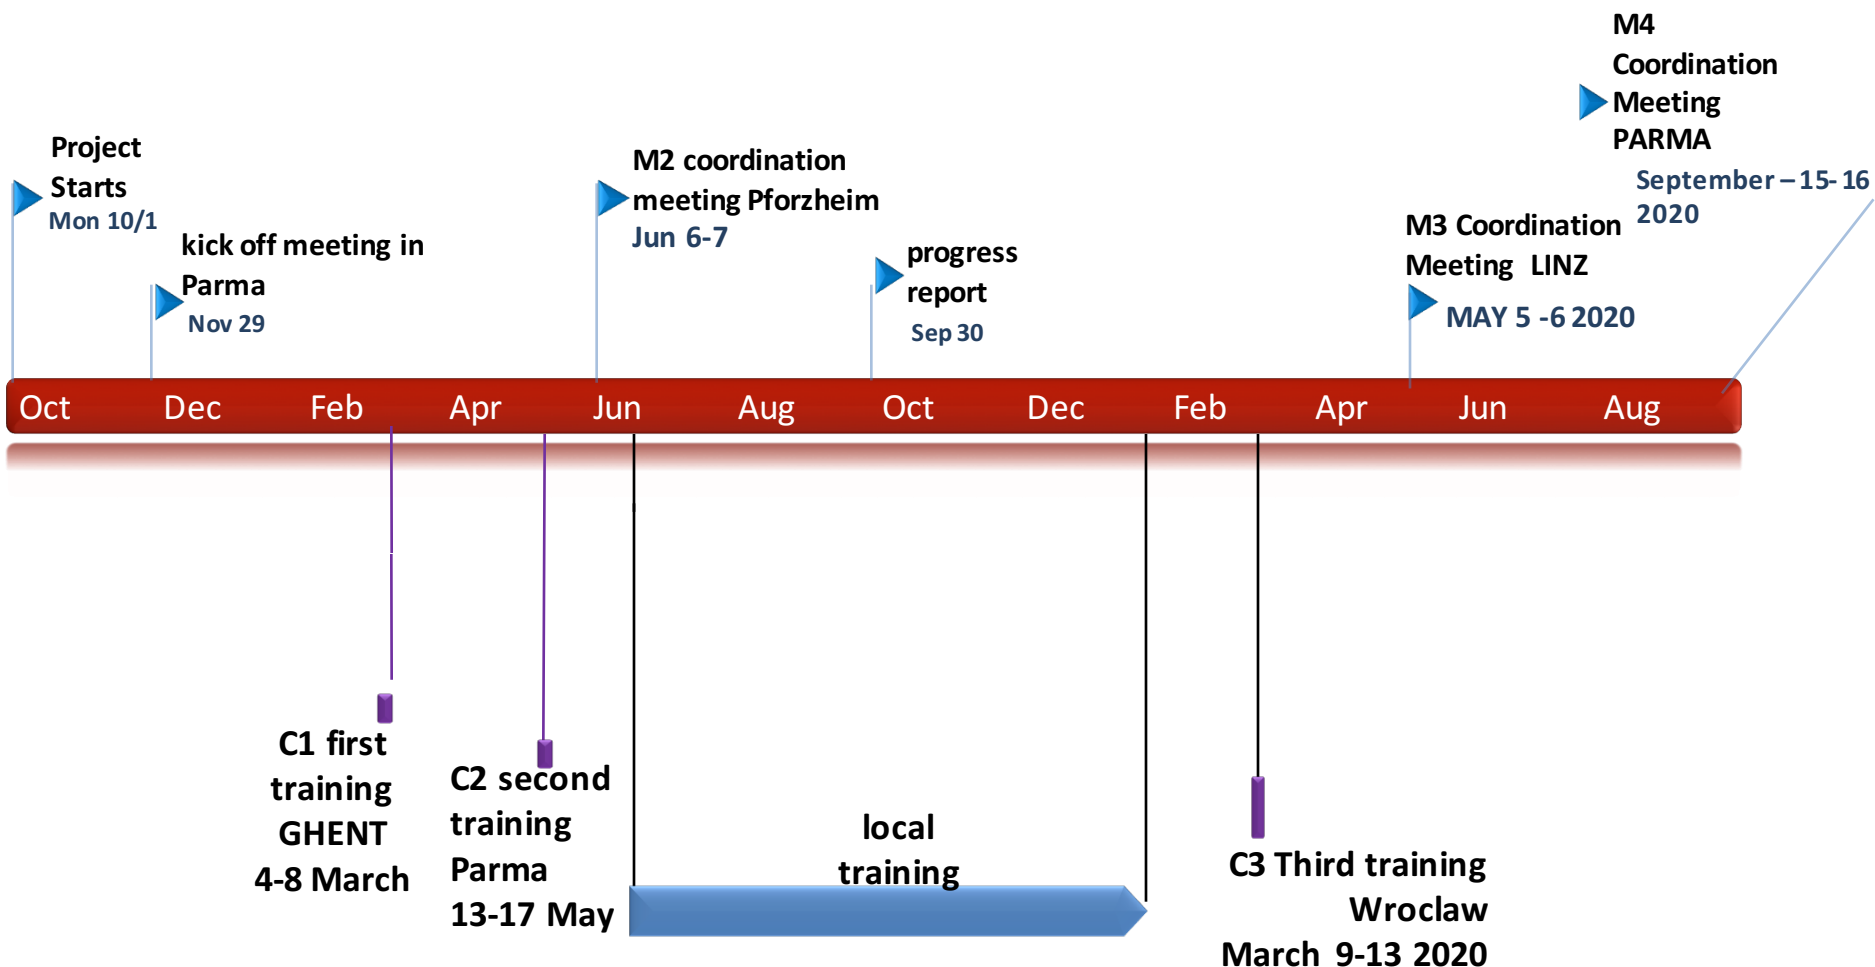 M4
Coordination
Meeting
PARMA
September – 15-16
2020
Project
Starts
Mon 10/1
kick off meeting in
Parma
Nov 29
M2 coordination
meeting Pforzheim
Jun 6-7
progress
report
Sep 30
M3 Coordination
Meeting LINZ
MAY 5 -6 2020
Oct Dec Feb Apr Jun Aug Oct Dec Feb Apr Jun Aug
C1 first
training
GHENT
4-8 March
C2 second
training
Parma
13-17 May
local
training
C3 Third training
Wroclaw
March 9-13 2020